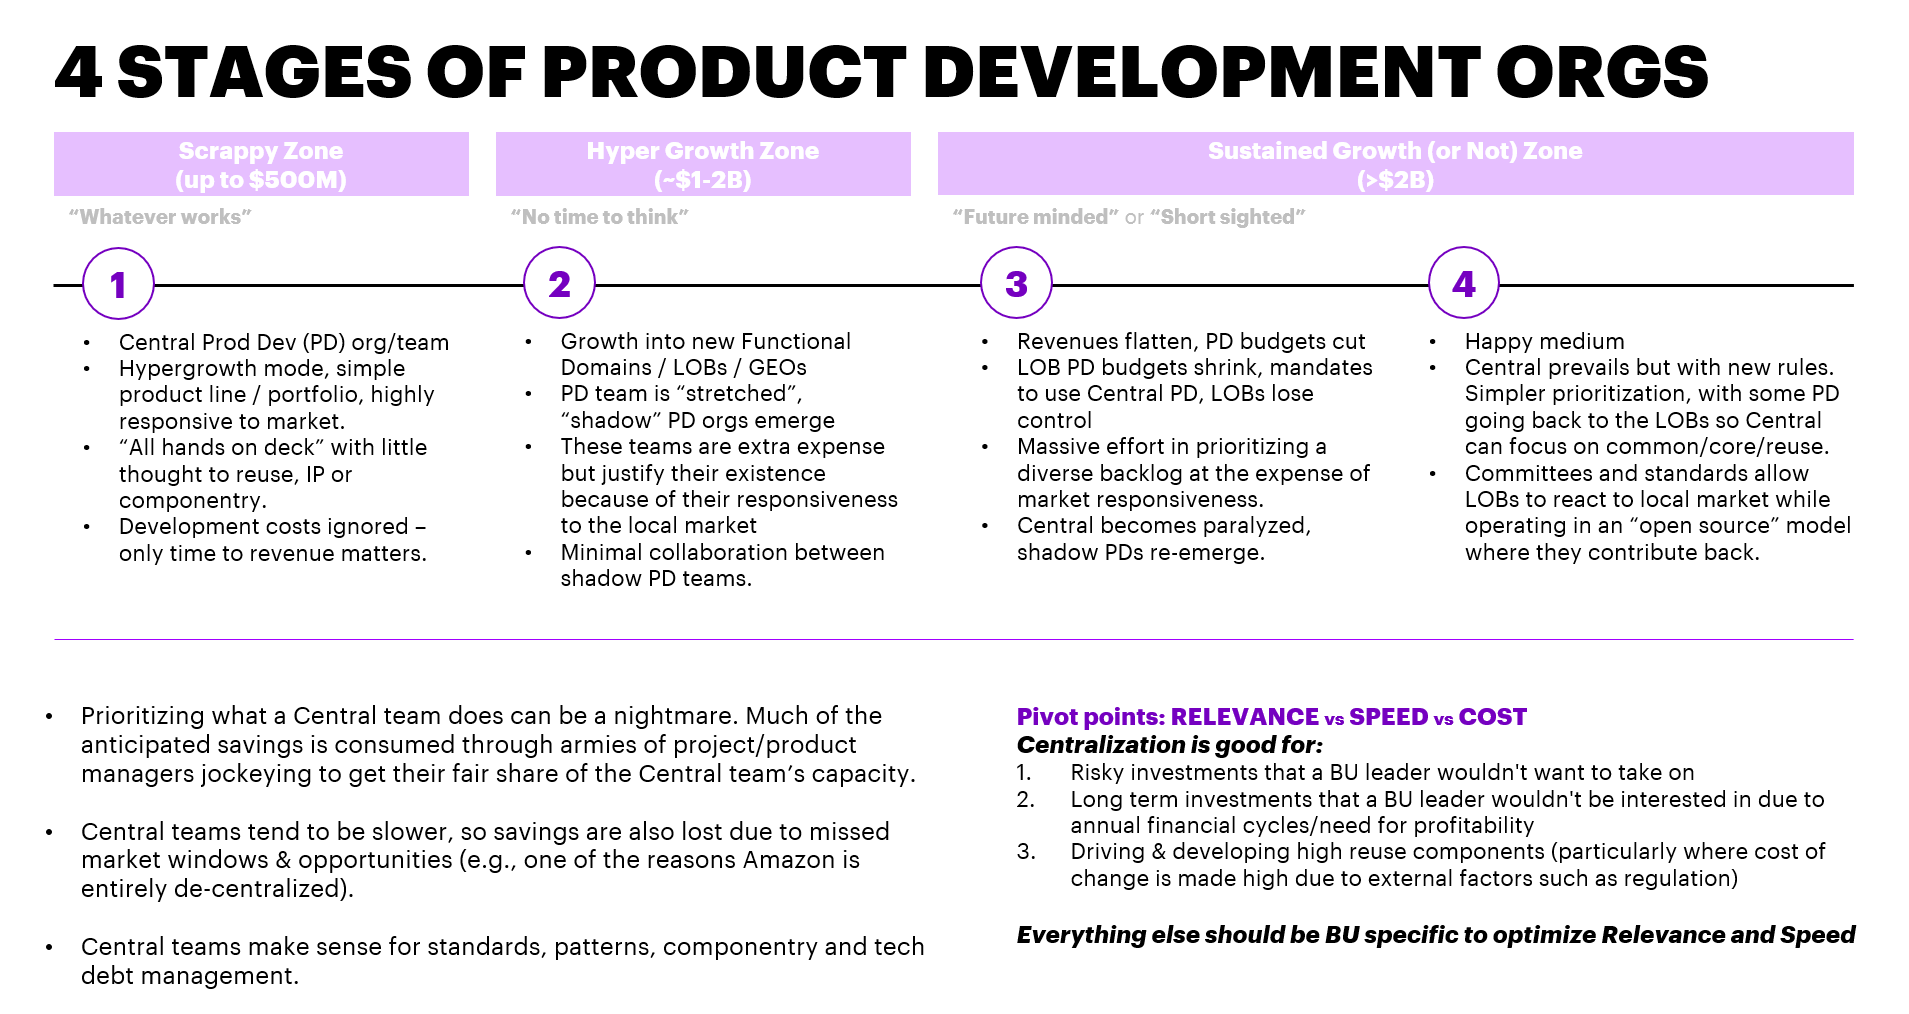 4 STAGES OF PRODUCT DEVELOPMENT ORGS
Scrappy Zone
(up to $500M)
Hyper Growth Zone
(~$1-2B)
Sustained Growth (or Not) Zone
(>$2B)
“Whatever works”
“No time to think”
“Future minded” or “Short sighted”
1
2
3
4
• Central Prod Dev (PD) org/team
• Hypergrowth mode, simple
product line / portfolio, highly
responsive to market.
• “All hands on deck” with little
thought to reuse, IP or
componentry.
• Development costs ignored –
only time to revenue matters.
• Growth into new Functional
Domains / LOBs / GEOs
• PD team is “stretched”,
“shadow” PD orgs emerge
• These teams are extra expense
but justify their existence
because of their responsiveness
to the local market
• Minimal collaboration between
shadow PD teams.
• Revenues flatten, PD budgets cut
• LOB PD budgets shrink, mandates
to use Central PD, LOBs lose
control
• Massive effort in prioritizing a
diverse backlog at the expense of
market responsiveness.
• Central becomes paralyzed,
shadow PDs re-emerge.
• Happy medium
• Central prevails but with new rules.
Simpler prioritization, with some PD
going back to the LOBs so Central
can focus on common/core/reuse.
• Committees and standards allow
LOBs to react to local market while
operating in an “open source” model
where they contribute back.
• Prioritizing what a Central team does can be a nightmare. Much of the
anticipated savings is consumed through armies of project/product
managers jockeying to get their fair share of the Central team’s capacity.
• Central teams tend to be slower, so savings are also lost due to missed
market windows & opportunities (e.g., one of the reasons Amazon is
entirely de-centralized).
• Central teams make sense for standards, patterns, componentry and tech
debt management.
Pivot points: RELEVANCE vs SPEED vs COST
Centralization is good for:
1. Risky investments that a BU leader wouldn't want to take on
2. Long term investments that a BU leader wouldn't be interested in due to
annual financial cycles/need for profitability
3. Driving & developing high reuse components (particularly where cost of
change is made high due to external factors such as regulation)
Everything else should be BU specific to optimize Relevance and Speed